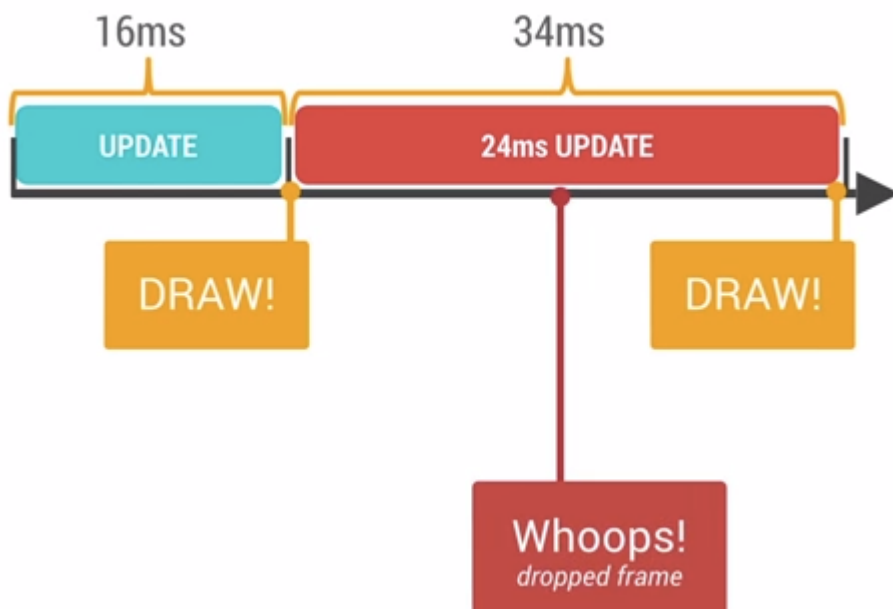 16ms
34ms
UPDATE
24ms UPDATE
DRAW!
DRAW!
Whoops!
dropped frame